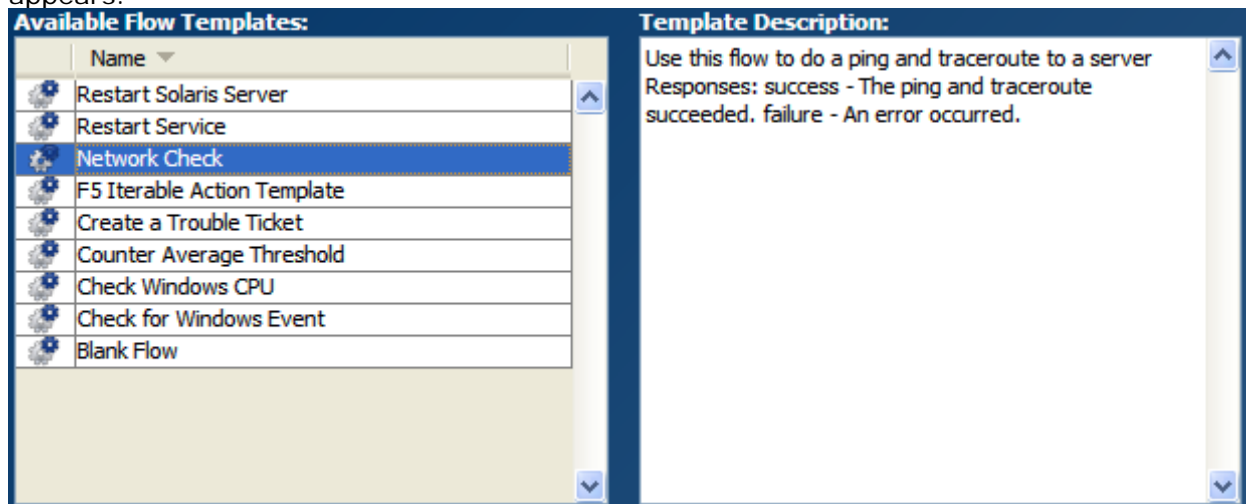 appears.
Available Flow Templates:
Name
Restart Solaris Server
Restart Service
Network Check
F5 Iterable Action Template
Create a Trouble Ticket
Counter Average Threshold
Check Windows CPU
Check for Windows Event
Blank Flow
Template Description:
Use this flow to do a ping and traceroute to a server
Responses: success - The ping and traceroute
succeeded. failure - An error occurred.